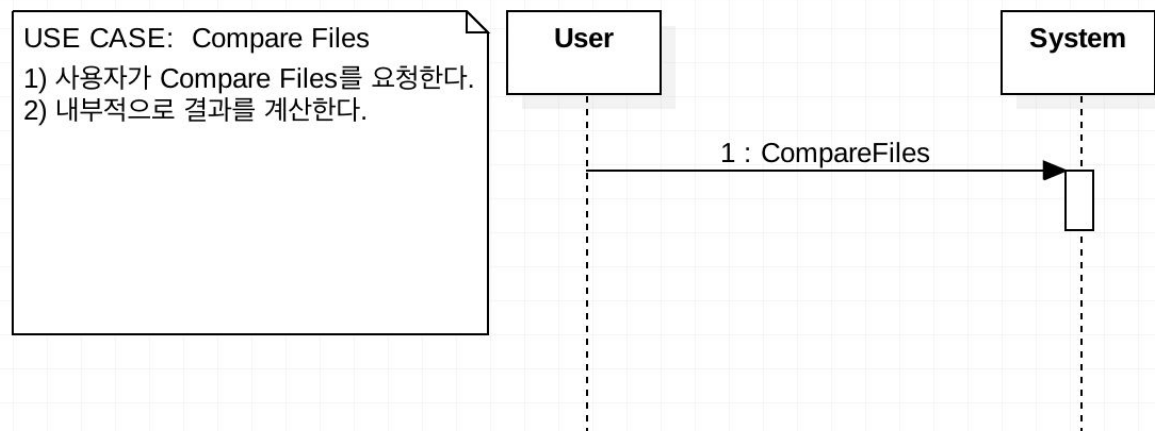 USE CASE: Compare Files
1) 사용자가 Compare Files를 요청한다.
2) 내부적으로 결과를 계산한다.
User
System
1 : CompareFiles